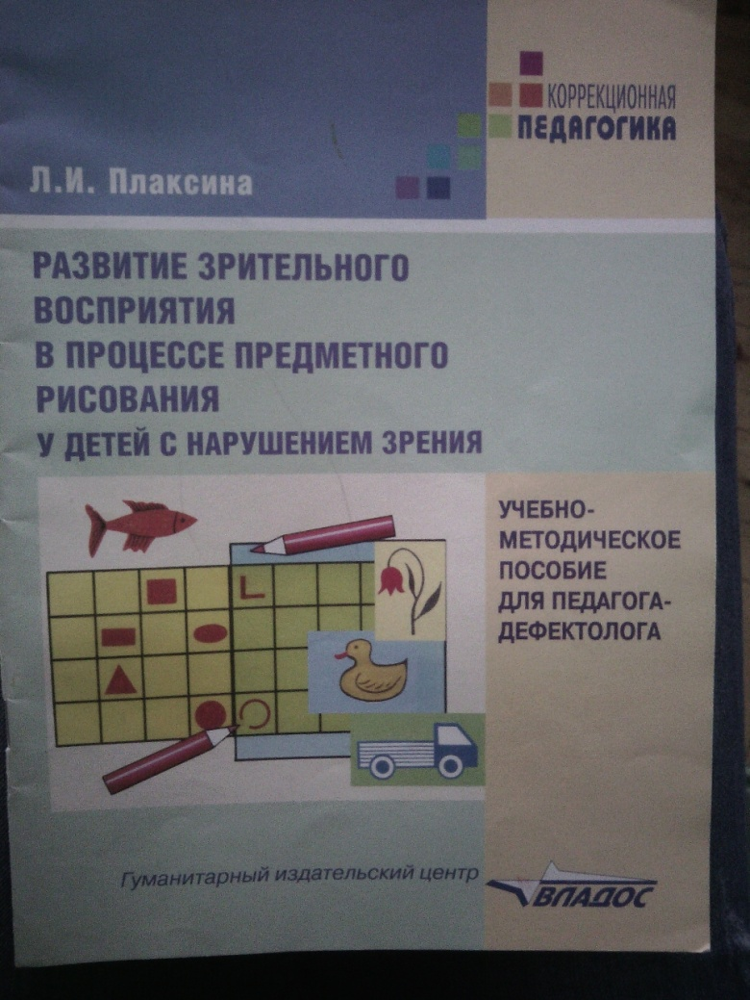 КОРРЕКЦИОННАЯ
ПЕДАГОГИКА
Л.И. Плаксина
РАЗВИТИЕ ЗРИТЕЛЬНОГО
ВОСПРИЯТИЯ
В ПРОЦЕССЕ ПРЕДМЕТНОГО
РИСОВАНИЯ
У ДЕТЕЙ С НАРУШЕНИЕМ ЗРЕНИЯ
УЧЕБНО-
МЕТОДИЧЕСКОЕ
ПОСОБИЕ
ДЛЯ ПЕДАГОГА-
ДЕФЕКТОЛОГА
Гуманитарный издательский центр
ВЛАДОС